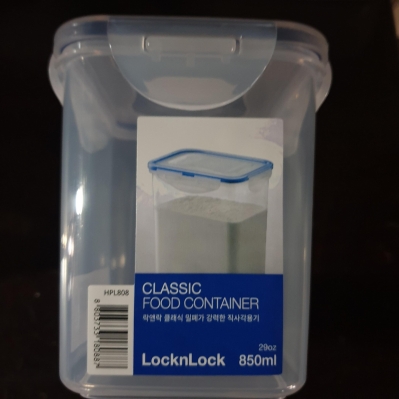 HPL808
CLASSIC
FOOD CONTAINER
락앤락 클래식 밀폐가 강력한 직사각용기
29oz
LocknLock 850ml